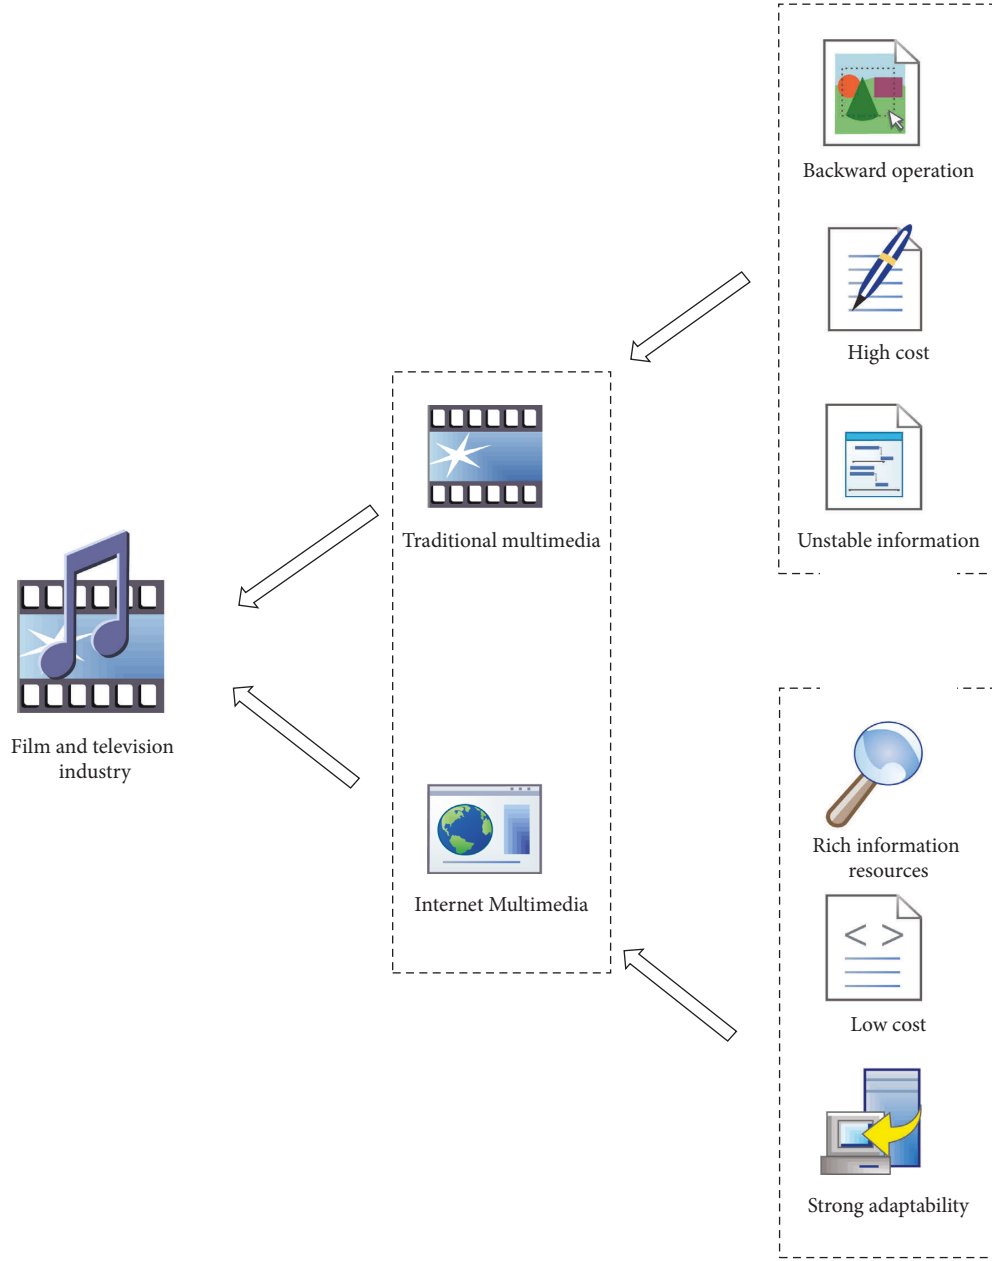 Backward operation
High cost
Unstable information
Traditional multimedia
Film and television
industry
Internet Multimedia
Rich information
resources
Low cost
Strong adaptability